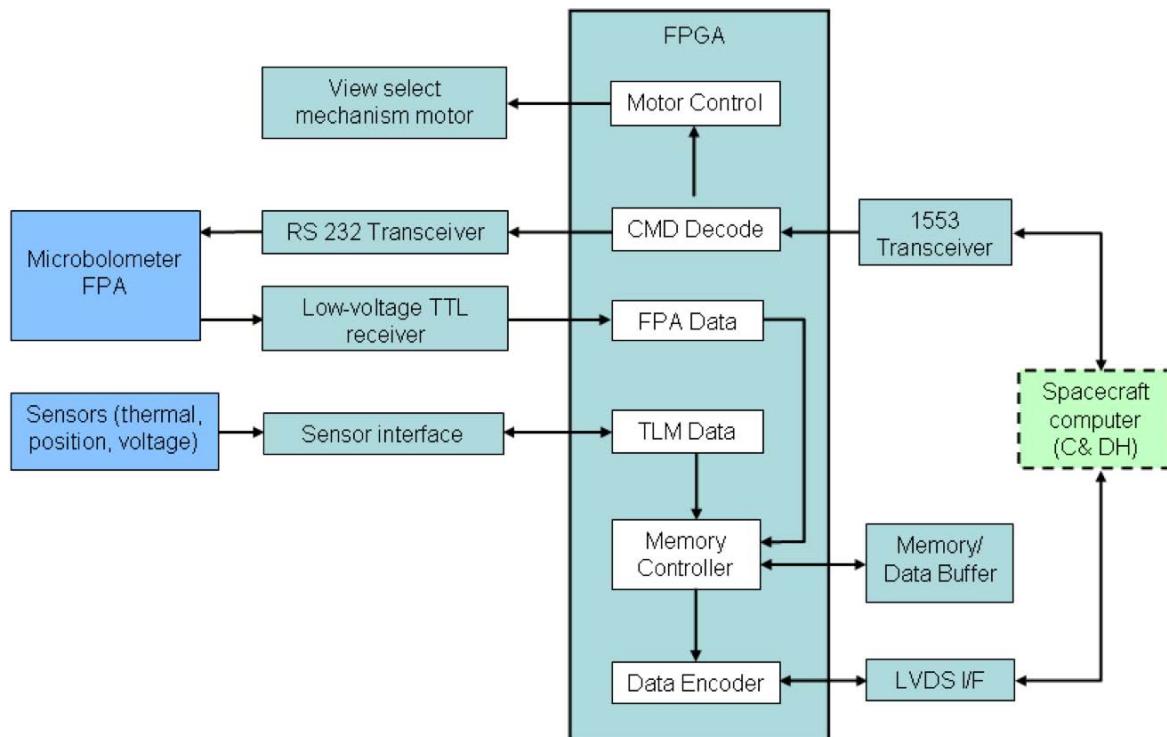 FPGA
View select
mechanism motor
Motor Control
Microbolometer
FPA
RS 232 Transceiver
CMD Decode
1553
Transceiver
Low-voltage TTL
receiver
FPA Data
Sensors (thermal,
position, voltage)
Sensor interface
TLM Data
Spacecraft
computer
(C& DH)
Memory
Controller
Memory/
Data Buffer
Data Encoder
LVDS I/F